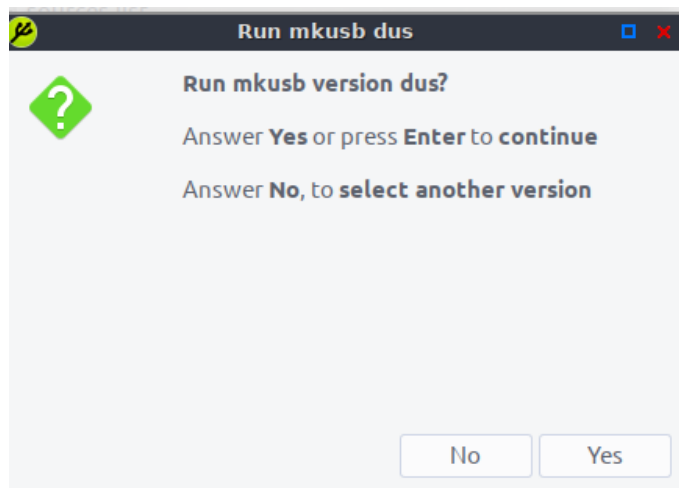 Run mkusb dus
Run mkusb version dus?
Answer Yes or press Enter to continue
Answer No, to select another version
No
Yes